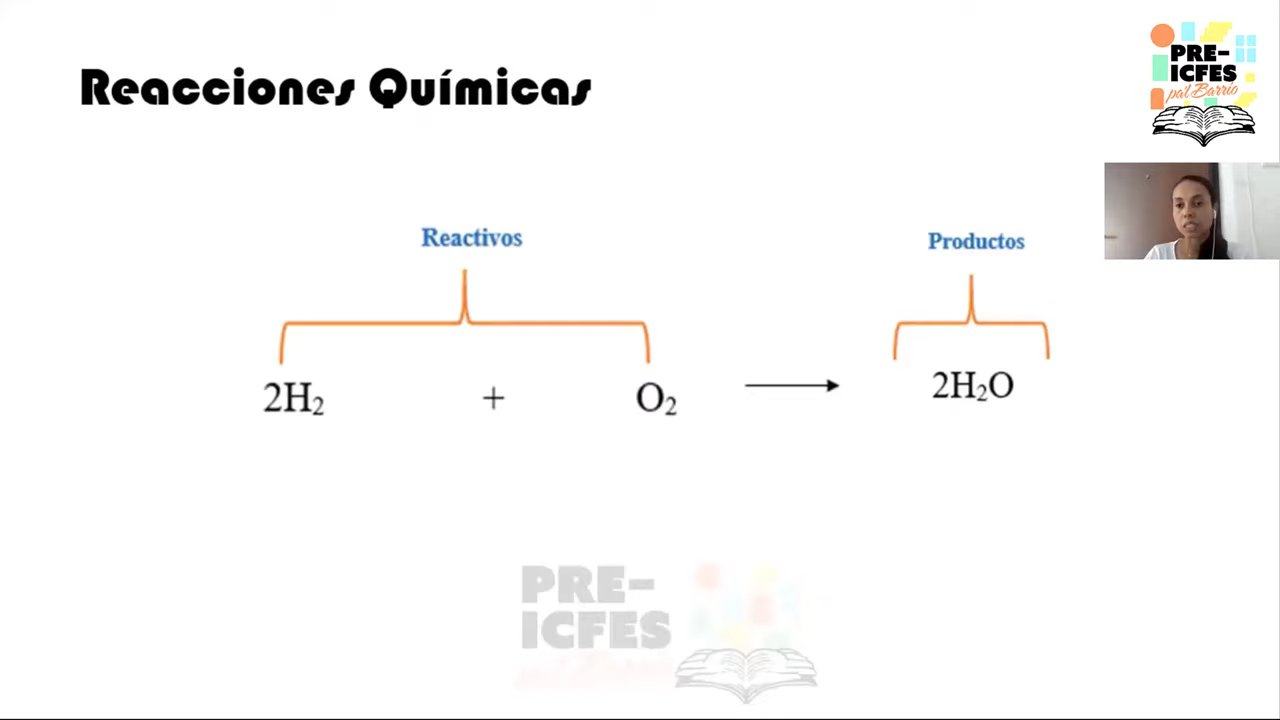 Reacciones Químicas
PRE-
ICFES
pa'l Barrio
Reactivos
Productos
2H₂ + O₂ ⟶ 2H₂O
PRE-
ICFES